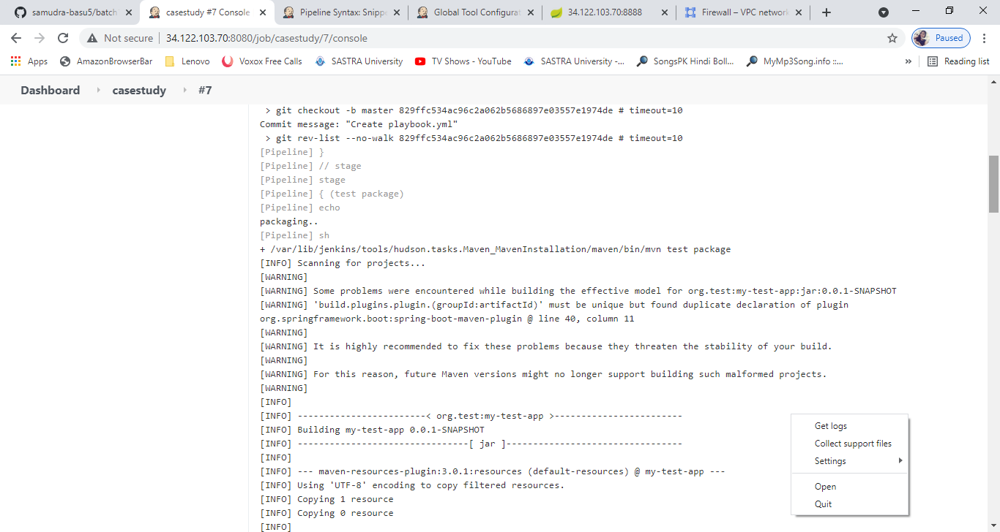 samudra-basu5/batch
casestudy #7 Console
Pipeline Syntax: Snippe
Global Tool Configurat
34.122.103.70:8888
Firewall – VPC network
Not secure
34.122.103.70:8080/job/casestudy/7/console
Paused
Apps
AmazonBrowserBar
Lenovo
Voxox Free Calls
SASTRA University
TV Shows - YouTube
SASTRA University -...
SongsPK Hindi Boll...
MyMp3Song.info ::...
»
Reading list
Dashboard
casestudy
#7
> git checkout -b master 829ffc534ac96c2a062b5686897e03557e1974de # timeout=10
Commit message: "Create playbook.yml"
> git rev-list --no-walk 829ffc534ac96c2a062b5686897e03557e1974de # timeout=10
[Pipeline] }
[Pipeline] // stage
[Pipeline] stage
[Pipeline] { (test package)
[Pipeline] echo
packaging..
[Pipeline] sh
+ /var/lib/jenkins/tools/hudson.tasks.Maven_MavenInstallation/maven/bin/mvn test package
[INFO] Scanning for projects...
[WARNING]
[WARNING] Some problems were encountered while building the effective model for org.test:my-test-app:jar:0.0.1-SNAPSHOT
[WARNING] 'build.plugins.plugin.(groupId:artifactId)' must be unique but found duplicate declaration of plugin
org.springframework.boot:spring-boot-maven-plugin @ line 40, column 11
[WARNING]
[WARNING] It is highly recommended to fix these problems because they threaten the stability of your build.
[WARNING]
[WARNING] For this reason, future Maven versions might no longer support building such malformed projects.
[WARNING]
[INFO]
[INFO] ------------------------< org.test:my-test-app >------------------------
[INFO] Building my-test-app 0.0.1-SNAPSHOT
[INFO] --------------------------------[ jar ]---------------------------------
[INFO]
[INFO] --- maven-resources-plugin:3.0.1:resources (default-resources) @ my-test-app ---
[INFO] Using 'UTF-8' encoding to copy filtered resources.
[INFO] Copying 1 resource
[INFO] Copying 0 resource
[INFO]
Get logs
Collect support files
Settings
Open
Quit